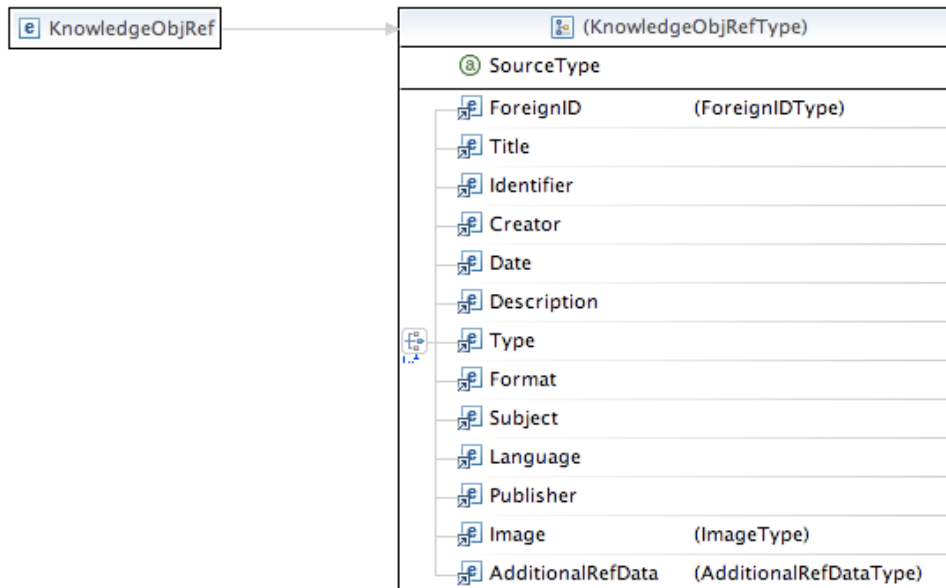 e KnowledgeObjRef
(KnowledgeObjRefType)
a SourceType
e ForeignID (ForeignIDType)
e Title
e Identifier
e Creator
e Date
e Description
e Type
e Format
e Subject
e Language
e Publisher
e Image (ImageType)
e AdditionalRefData (AdditionalRefDataType)